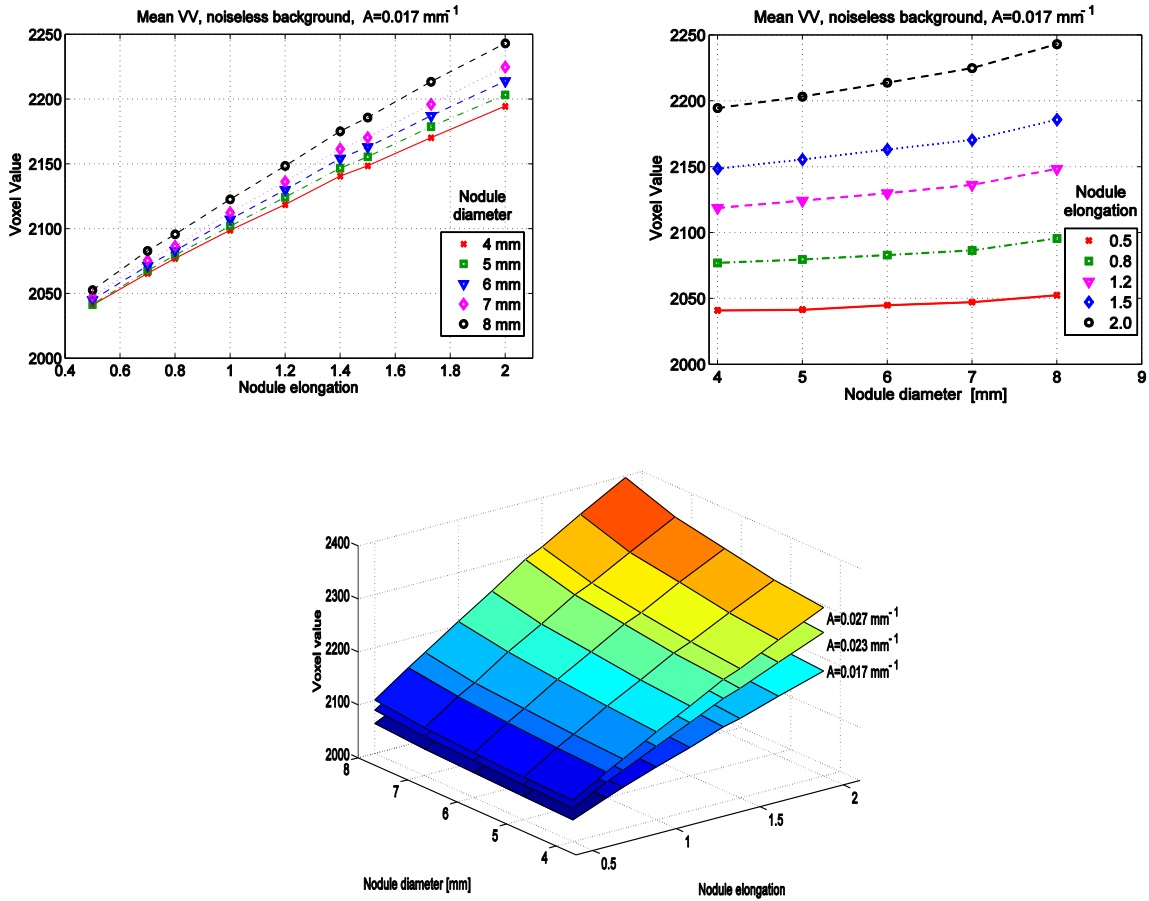 Mean VV, noiseless background, A=0.017 mm-1
2250
2200
2150
2100
2050
2000
Voxel Value
0.4 0.6 0.8 1 1.2 1.4 1.6 1.8 2
Nodule elongation
Nodule
diameter
4 mm
5 mm
6 mm
7 mm
8 mm
Mean VV, noiseless background, A=0.017 mm-1
2250
2200
2150
2100
2050
2000
Voxel Value
4 5 6 7 8 9
Nodule diameter [mm]
Nodule
elongation
0.5
0.8
1.2
1.5
2.0
2400
2300
2200
2100
2000
Voxel value
8
7
6
5
4
Nodule diameter [mm]
0.5
1
1.5
2
Nodule elongation
A=0.027 mm-1
A=0.023 mm-1
A=0.017 mm-1